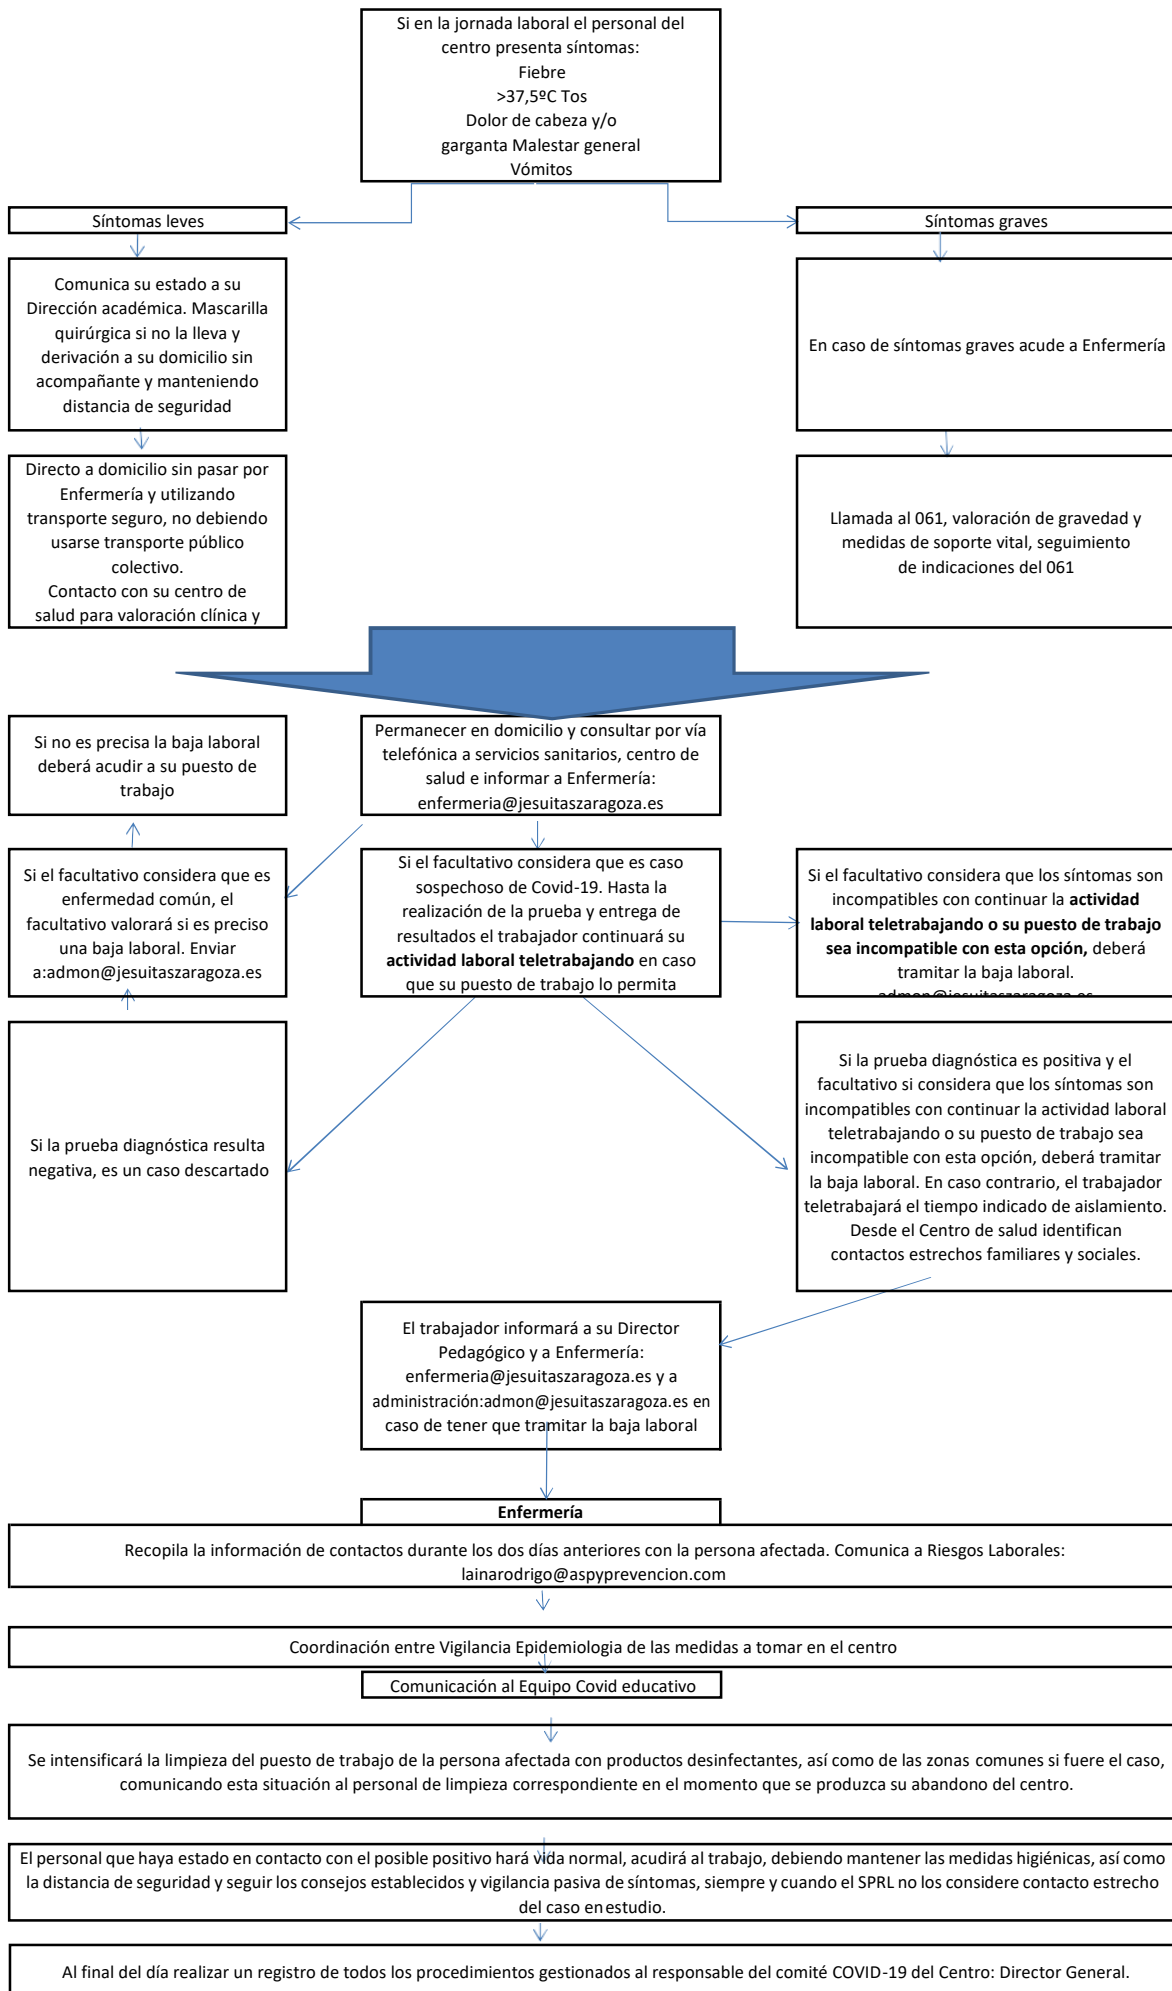 Si en la jornada laboral el personal del
centro presenta síntomas:
Fiebre
>37,5ºC Tos
Dolor de cabeza y/o
garganta Malestar general
Vómitos
Síntomas leves
Síntomas graves
Comunica su estado a su
Dirección académica. Mascarilla
quirúrgica si no la lleva y
derivación a su domicilio sin
acompañante y manteniendo
distancia de seguridad
En caso de síntomas graves acude a Enfermería
Directo a domicilio sin pasar por
Enfermería y utilizando
transporte seguro, no debiendo
usarse transporte público
colectivo.
Contacto con su centro de
salud para valoración clínica y
Llamada al 061, valoración de gravedad y
medidas de soporte vital, seguimiento
de indicaciones del 061
Si no es precisa la baja laboral
deberá acudir a su puesto de
trabajo
Permanecer en domicilio y consultar por vía
telefónica a servicios sanitarios, centro de
salud e informar a Enfermería:
enfermeria@jesuitaszaragoza.es
Si el facultativo considera que es
enfermedad común, el
facultativo valorará si es preciso
una baja laboral. Enviar
a:admon@jesuitaszaragoza.es
Si el facultativo considera que es caso
sospechoso de Covid-19. Hasta la
realización de la prueba y entrega de
resultados el trabajador continuará su
actividad laboral teletrabajando en caso
que su puesto de trabajo lo permita
Si el facultativo considera que los síntomas son
incompatibles con continuar la actividad
laboral teletrabajando o su puesto de trabajo
sea incompatible con esta opción, deberá
tramitar la baja laboral.
admon@jesuitaszaragoza.es
Si la prueba diagnóstica resulta
negativa, es un caso descartado
Si la prueba diagnóstica es positiva y el
facultativo si considera que los síntomas son
incompatibles con continuar la actividad laboral
teletrabajando o su puesto de trabajo sea
incompatible con esta opción, deberá tramitar
la baja laboral. En caso contrario, el trabajador
teletrabajará el tiempo indicado de aislamiento.
Desde el Centro de salud identifican
contactos estrechos familiares y sociales.
El trabajador informará a su Director
Pedagógico y a Enfermería:
enfermeria@jesuitaszaragoza.es y a
administración:admon@jesuitaszaragoza.es en
caso de tener que tramitar la baja laboral
Enfermería
Recopila la información de contactos durante los dos días anteriores con la persona afectada. Comunica a Riesgos Laborales:
lainarodrigo@aspyprevencion.com
Coordinación entre Vigilancia Epidemiologia de las medidas a tomar en el centro
Comunicación al Equipo Covid educativo
Se intensificará la limpieza del puesto de trabajo de la persona afectada con productos desinfectantes, así como de las zonas comunes si fuere el caso,
comunicando esta situación al personal de limpieza correspondiente en el momento que se produzca su abandono del centro.
El personal que haya estado en contacto con el posible positivo hará vida normal, acudirá al trabajo, debiendo mantener las medidas higiénicas, así como
la distancia de seguridad y seguir los consejos establecidos y vigilancia pasiva de síntomas, siempre y cuando el SPRL no los considere contacto estrecho
del caso en estudio.
Al final del día realizar un registro de todos los procedimientos gestionados al responsable del comité COVID-19 del Centro: Director General.